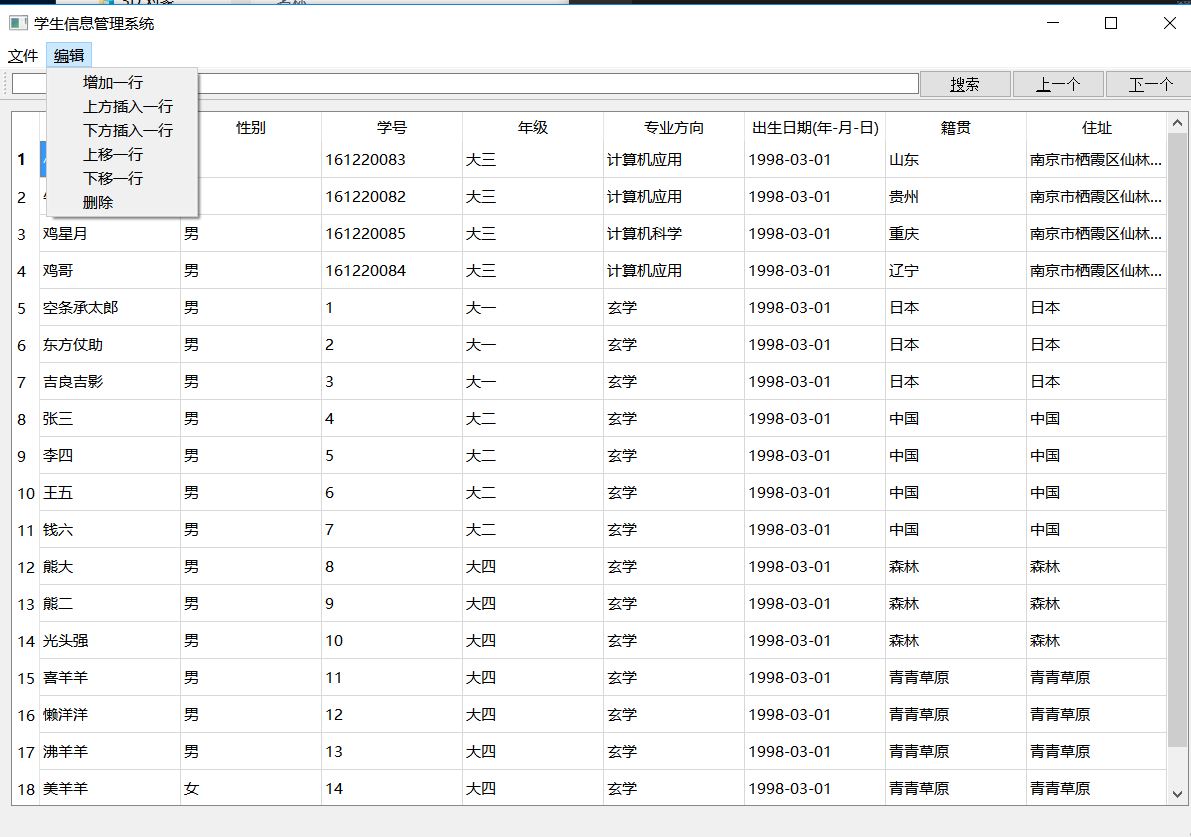 学生信息管理系统
文件 编辑
增加一行
上方插入一行
下方插入一行
上移一行
下移一行
删除
搜索 上一个 下一个
性别 学号 年级 专业方向 出生日期(年-月-日) 籍贯 住址
1 161220083 大三 计算机应用 1998-03-01 山东 南京市栖霞区仙林...
2 161220082 大三 计算机应用 1998-03-01 贵州 南京市栖霞区仙林...
3 鸡星月 男 161220085 大三 计算机科学 1998-03-01 重庆 南京市栖霞区仙林...
4 鸡哥 男 161220084 大三 计算机应用 1998-03-01 辽宁 南京市栖霞区仙林...
5 空条承太郎 男 1 大一 玄学 1998-03-01 日本 日本
6 东方仗助 男 2 大一 玄学 1998-03-01 日本 日本
7 吉良吉影 男 3 大一 玄学 1998-03-01 日本 日本
8 张三 男 4 大二 玄学 1998-03-01 中国 中国
9 李四 男 5 大二 玄学 1998-03-01 中国 中国
10 王五 男 6 大二 玄学 1998-03-01 中国 中国
11 钱六 男 7 大二 玄学 1998-03-01 中国 中国
12 熊大 男 8 大四 玄学 1998-03-01 森林 森林
13 熊二 男 9 大四 玄学 1998-03-01 森林 森林
14 光头强 男 10 大四 玄学 1998-03-01 森林 森林
15 喜羊羊 男 11 大四 玄学 1998-03-01 青青草原 青青草原
16 懒洋洋 男 12 大四 玄学 1998-03-01 青青草原 青青草原
17 沸羊羊 男 13 大四 玄学 1998-03-01 青青草原 青青草原
18 美羊羊 女 14 大四 玄学 1998-03-01 青青草原 青青草原